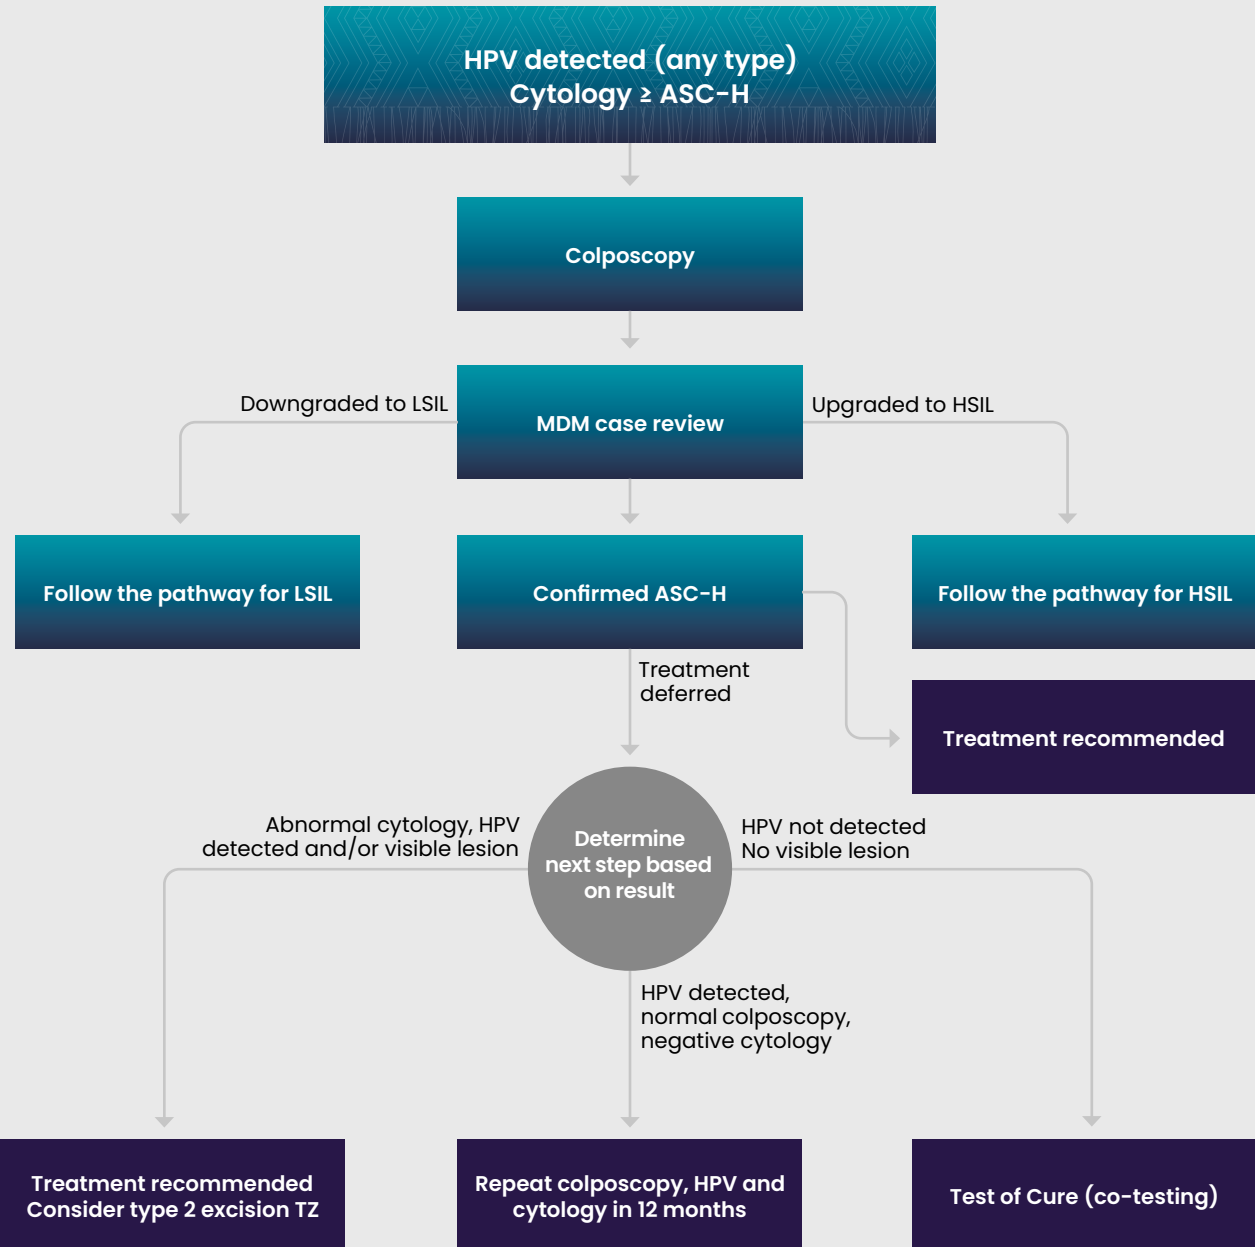 HPV detected (any type)
Cytology ≥ ASC-H
Colposcopy
Downgraded to LSIL
MDM case review
Upgraded to HSIL
Follow the pathway for LSIL
Confirmed ASC-H
Follow the pathway for HSIL
Treatment
deferred
Treatment recommended
Abnormal cytology, HPV
detected and/or visible lesion
Determine
next step based
on result
HPV not detected
No visible lesion
HPV detected,
normal colposcopy,
negative cytology
Treatment recommended
Consider type 2 excision TZ
Repeat colposcopy, HPV and
cytology in 12 months
Test of Cure (co-testing)